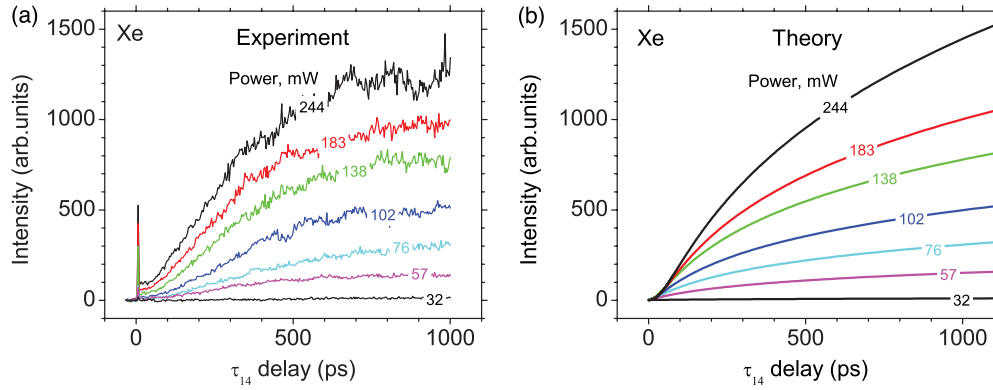 (a)
Xe
Experiment
Power, mW
244
183
138
102
76
57
32
1500
1000
500
0
Intensity (arb.units)
0
500
1000
τ14 delay (ps)
(b)
Xe
Theory
Power, mW
244
183
138
102
76
57
32
1500
1000
500
0
Intensity (arb.units)
0
500
1000
τ14 delay (ps)